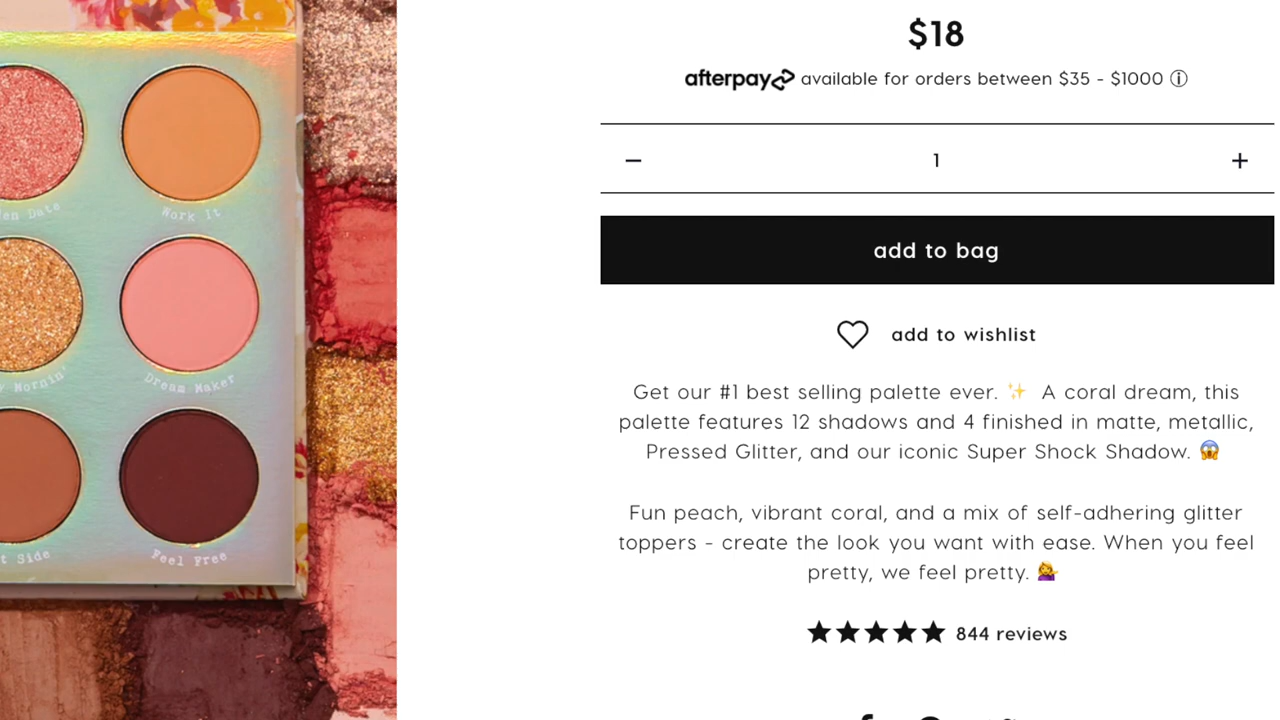 $18
afterpay available for orders between $35 - $1000 ⓘ
− 1 +
add to bag
add to wishlist
Get our #1 best selling palette ever. ✨ A coral dream, this
palette features 12 shadows and 4 finished in matte, metallic,
Pressed Glitter, and our iconic Super Shock Shadow. 😱
Fun peach, vibrant coral, and a mix of self-adhering glitter
toppers - create the look you want with ease. When you feel
pretty, we feel pretty. 💁‍♀️
★★★★★ 844 reviews
Date
Work It
Mornin'
Dream Maker
Side
Feel Free